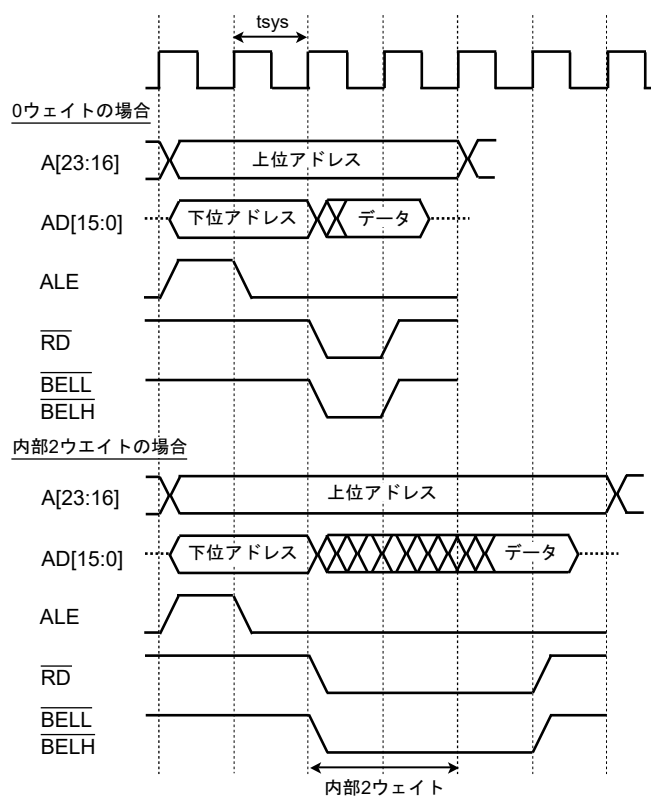 tsys
0ウェイトの場合
A[23:16]
上位アドレス
AD[15:0]
下位アドレス
データ
ALE
RD
BELL
BELH
内部2ウエイトの場合
A[23:16]
上位アドレス
AD[15:0]
下位アドレス
データ
ALE
RD
BELL
BELH
内部2ウェイト